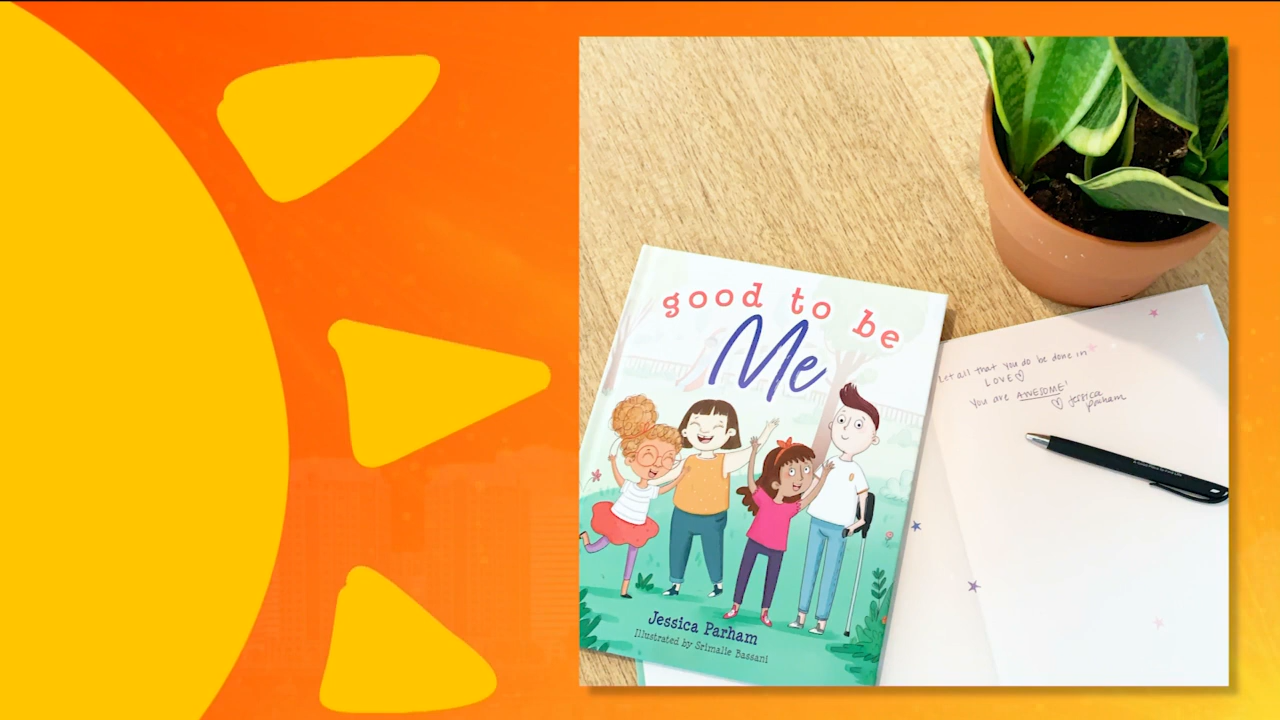 good to be
Me
Jessica Parham
Illustrated by Srimalie Bassani
Let all that you do be done in
LOVE
You are AWESOME!
Jessica
Parham